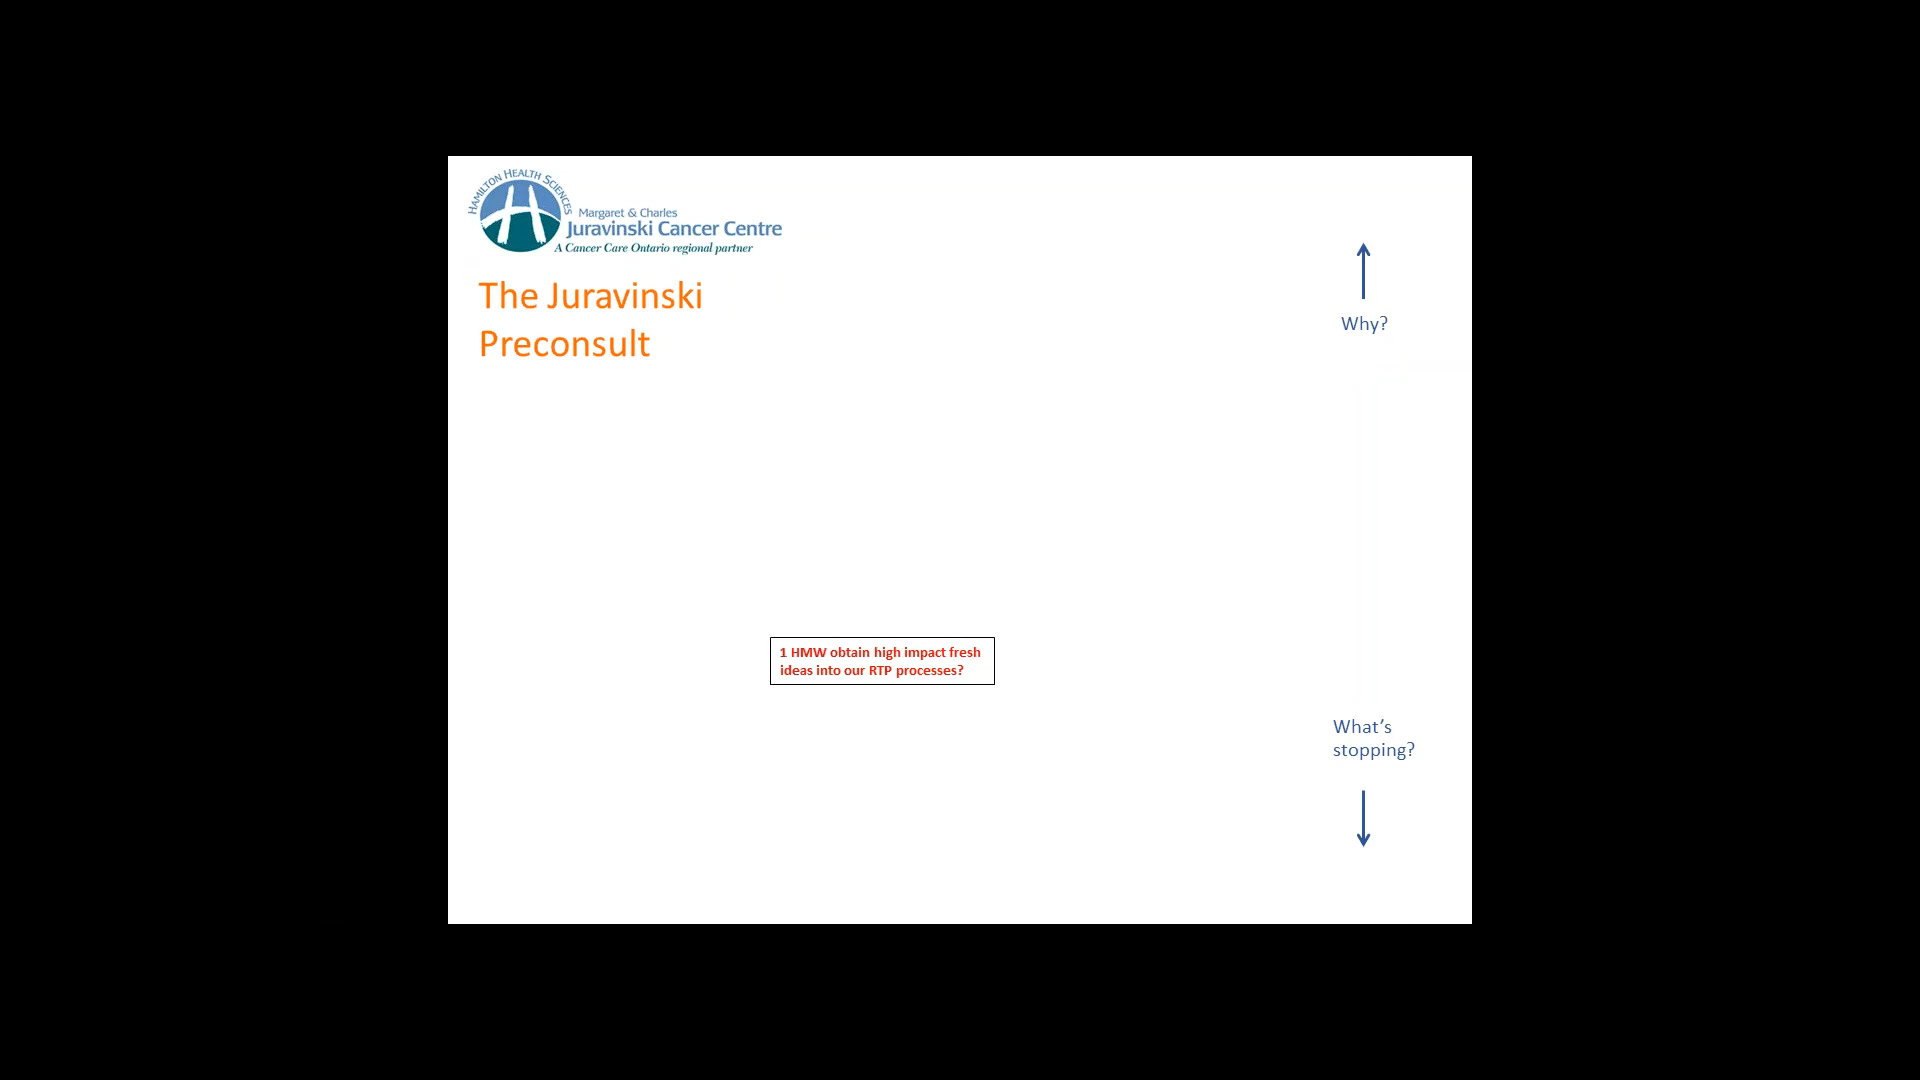 HAMILTON HEALTH SCIENCES
Margaret & Charles
Juravinski Cancer Centre
A Cancer Care Ontario regional partner
The Juravinski
Preconsult
Why?
1 HMW obtain high impact fresh
ideas into our RTP processes?
What's
stopping?